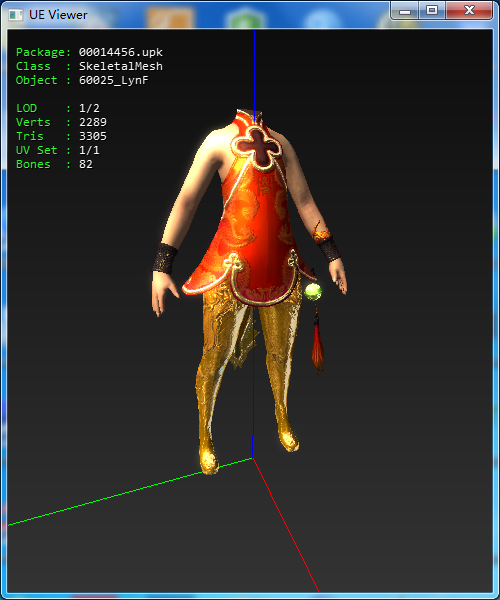 UE Viewer
Package: 00014456.upk
Class : SkeletalMesh
Object : 60025_LynF
LOD : 1/2
Verts : 2289
Tris : 3305
UV Set : 1/1
Bones : 82